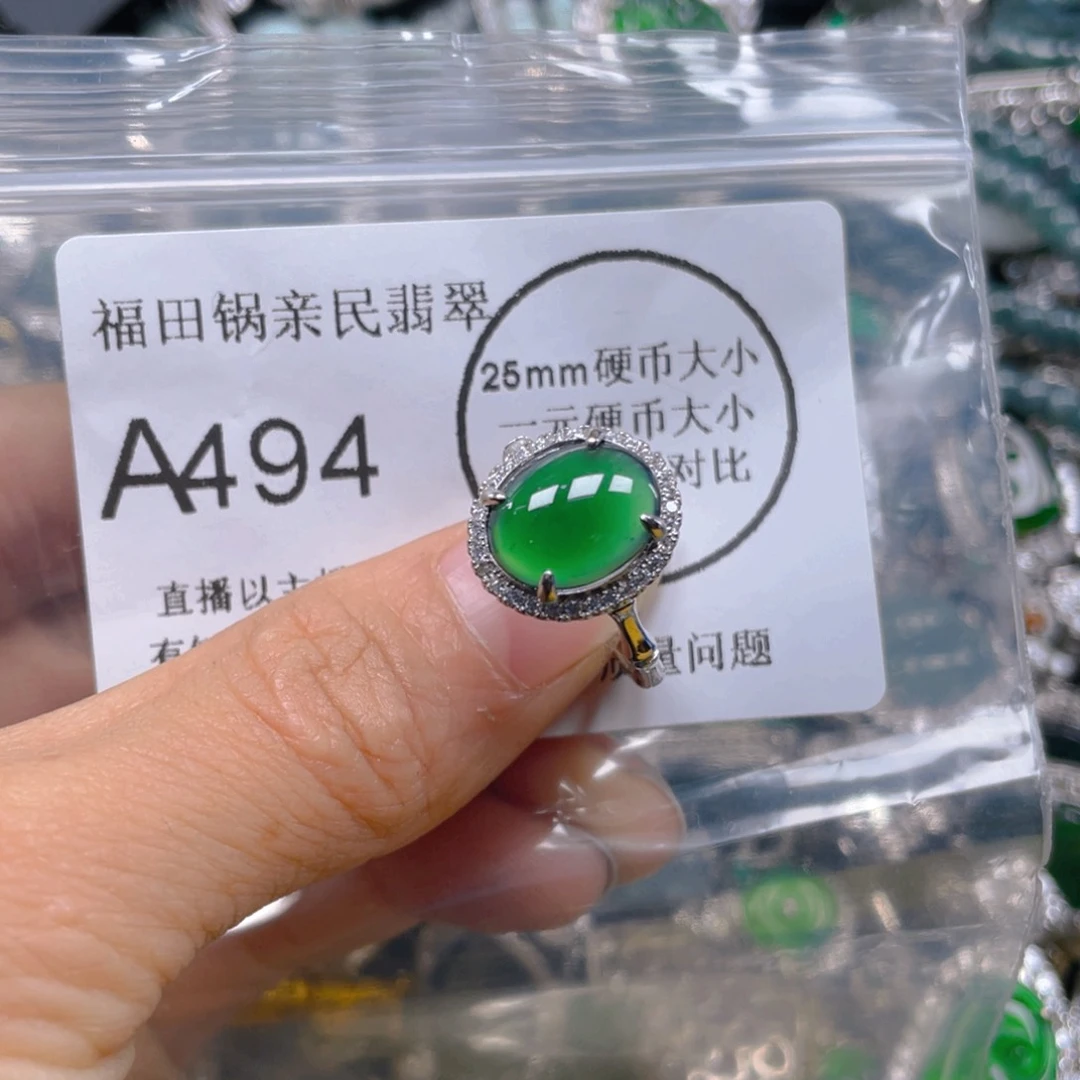 福田锅亲民翡翠
25mm硬币大小
一元硬币大小
对比
A494
直播以主
量问题